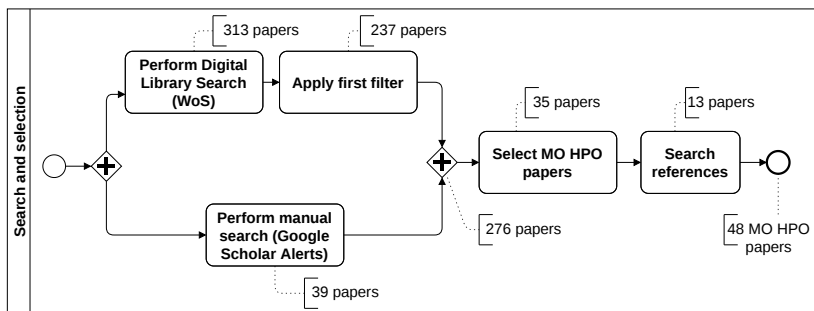 Search and selection
313 papers
Perform Digital
Library Search
(WoS)
237 papers
Apply first filter
Perform manual
search (Google
Scholar Alerts)
39 papers
276 papers
35 papers
Select MO HPO
papers
13 papers
Search
references
48 MO HPO
papers